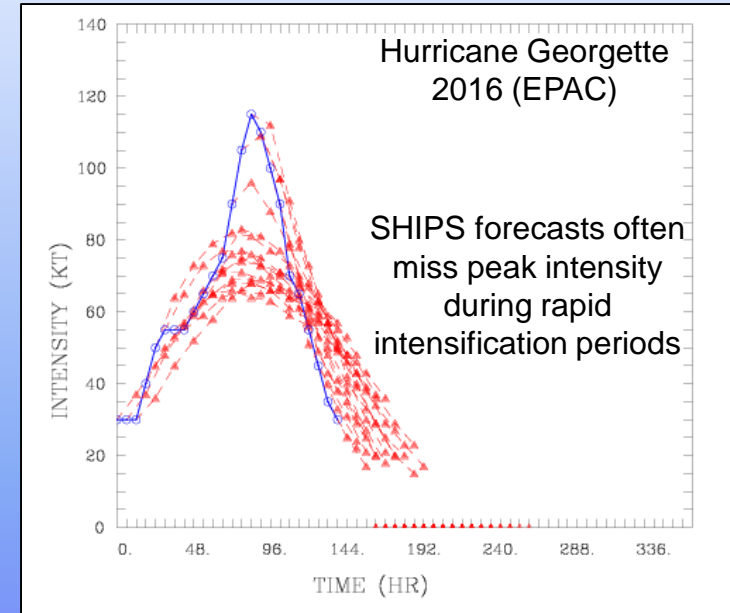 Hurricane Georgette
2016 (EPAC)
SHIPS forecasts often
miss peak intensity
during rapid
intensification periods
INTENSITY (KT)
140
120
100
80
60
40
20
0
0. 48. 96. 144. 192. 240. 288. 336.
TIME (HR)